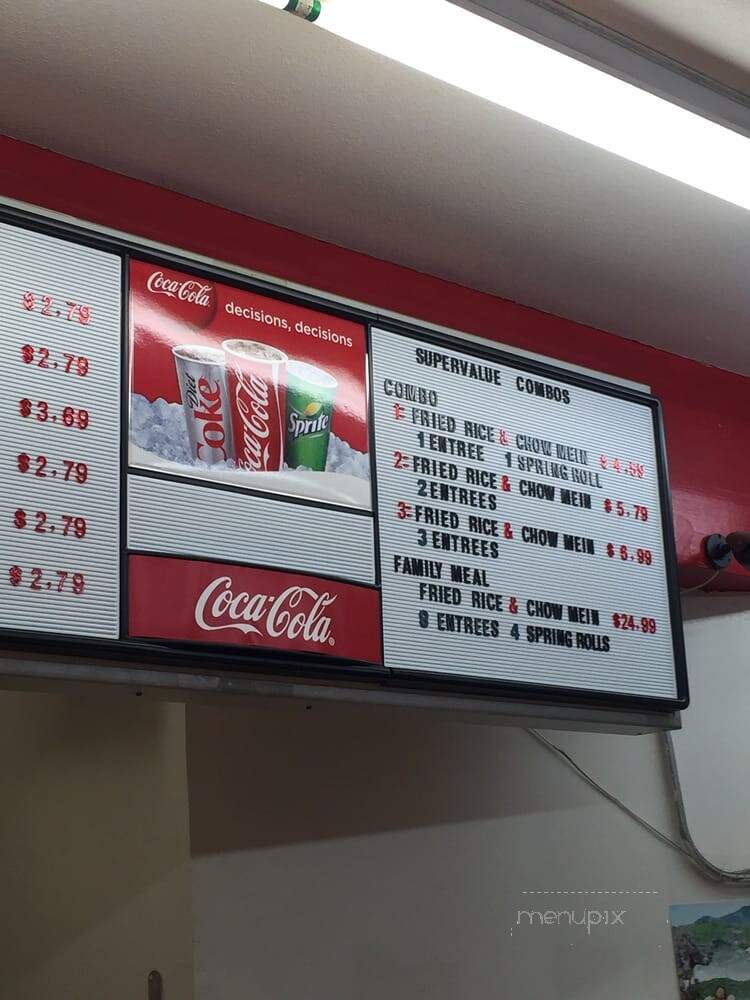 $2.79
$2.79
$3.69
$2.79
$2.79
$2.79
Coca-Cola
decisions, decisions
Diet Coke
Coca-Cola
Sprite
Coca-Cola
SUPERVALUE COMBOS
COMBO
1= FRIED RICE & CHOW MEIN $4.59
1 ENTREE 1 SPRING ROLL
2= FRIED RICE & CHOW MEIN $5.79
2 ENTREES
3= FRIED RICE & CHOW MEIN $6.99
3 ENTREES
FAMILY MEAL
FRIED RICE & CHOW MEIN $24.99
8 ENTREES 4 SPRING ROLLS
menupix